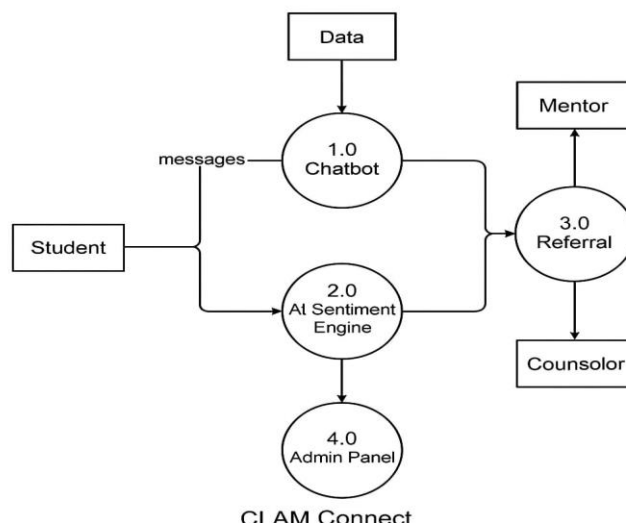 Data
Mentor
messages
1.0
Chatbot
3.0
Referral
Student
2.0
At Sentiment
Engine
Counsolor
4.0
Admin Panel
CLAM Connect